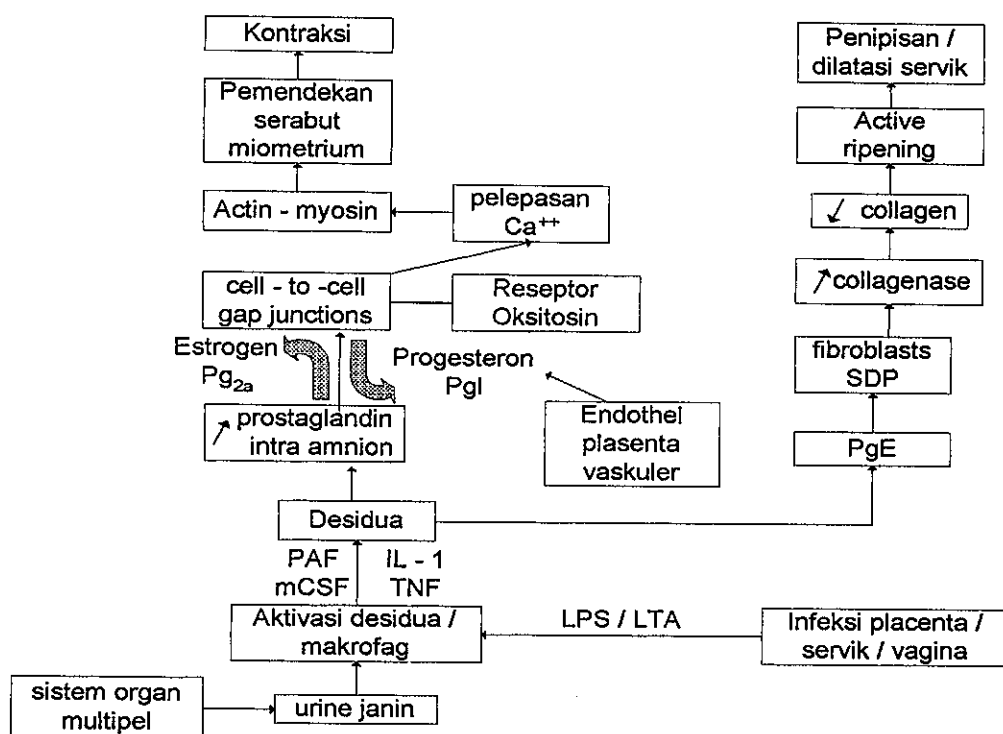 Kontraksi
Pemendekan
serabut
miometrium
Actin - myosin
pelepasan
Ca⁺⁺
cell - to -cell
gap junctions
Reseptor
Oksitosin
Estrogen
Pg₂ₐ
Progesteron
PgI
prostaglandin
intra amnion
Endothel
plasenta
vaskuler
Desidua
PAF
mCSF
IL - 1
TNF
Aktivasi desidua /
makrofag
LPS / LTA
Infeksi placenta /
servik / vagina
sistem organ
multipel
urine janin
Penipisan /
dilatasi servik
Active
ripening
↙ collagen
↗collagenase
fibroblasts
SDP
PgE